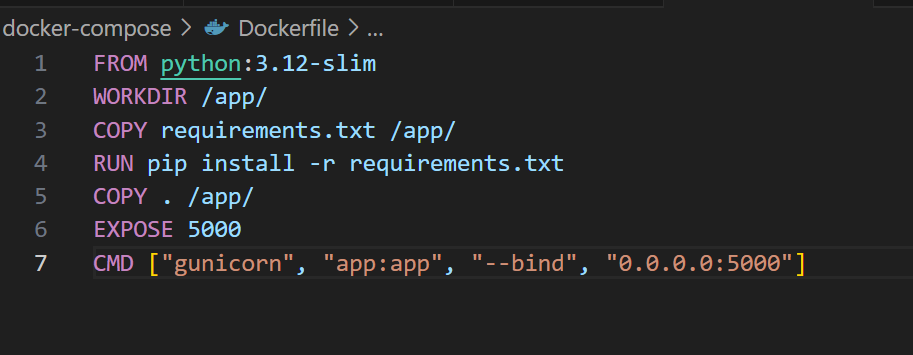 docker-compose > Dockerfile > ...
1 FROM python:3.12-slim
2 WORKDIR /app/
3 COPY requirements.txt /app/
4 RUN pip install -r requirements.txt
5 COPY . /app/
6 EXPOSE 5000
7 CMD ["gunicorn", "app:app", "--bind", "0.0.0.0:5000"]